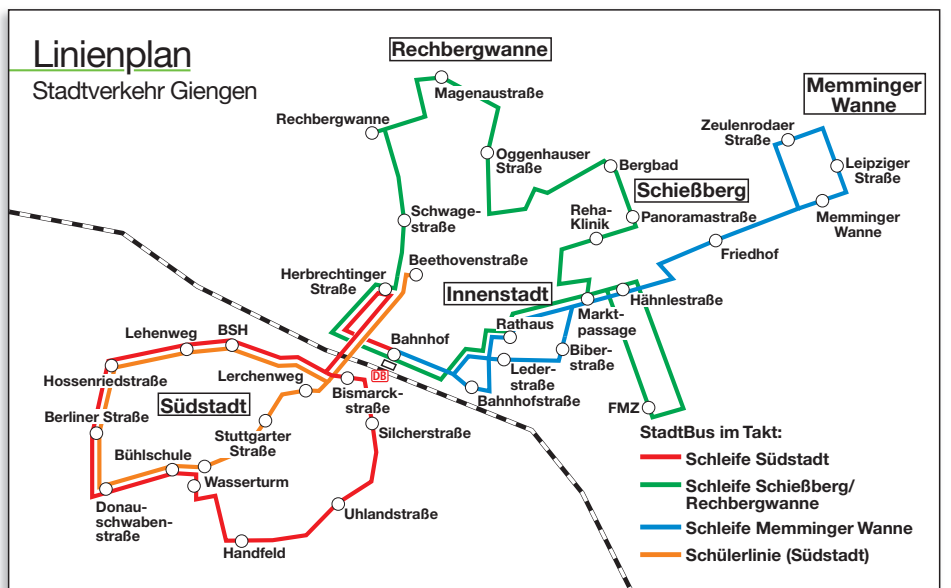 Linienplan
Stadtverkehr Giengen
Rechbergwanne
Memminger
Wanne
Magenaustraße
Rechbergwanne
Zeulenrodaer
Straße
Oggenhauser
Straße
Bergbad
Leipziger
Straße
Schießberg
Schwage-
straße
Reha-
Klinik
Panoramastraße
Memminger
Wanne
Beethovenstraße
Friedhof
Herbrechtinger
Straße
Innenstadt
Hähnlestraße
Markt-
passage
Rathaus
Lehenweg
BSH
Bahnhof
Biber-
straße
Leder-
straße
DB
Hossenriedstraße
Lerchenweg
Bismarck-
straße
Bahnhofstraße
Südstadt
FMZ
Berliner Straße
Silcherstraße
Stuttgarter
Straße
StadtBus im Takt:
Bühlschule
Schleife Südstadt
Wasserturm
Schleife Schießberg/
Rechbergwanne
Donau-
schwaben-
straße
Uhlandstraße
Schleife Memminger Wanne
Handfeld
Schülerlinie (Südstadt)